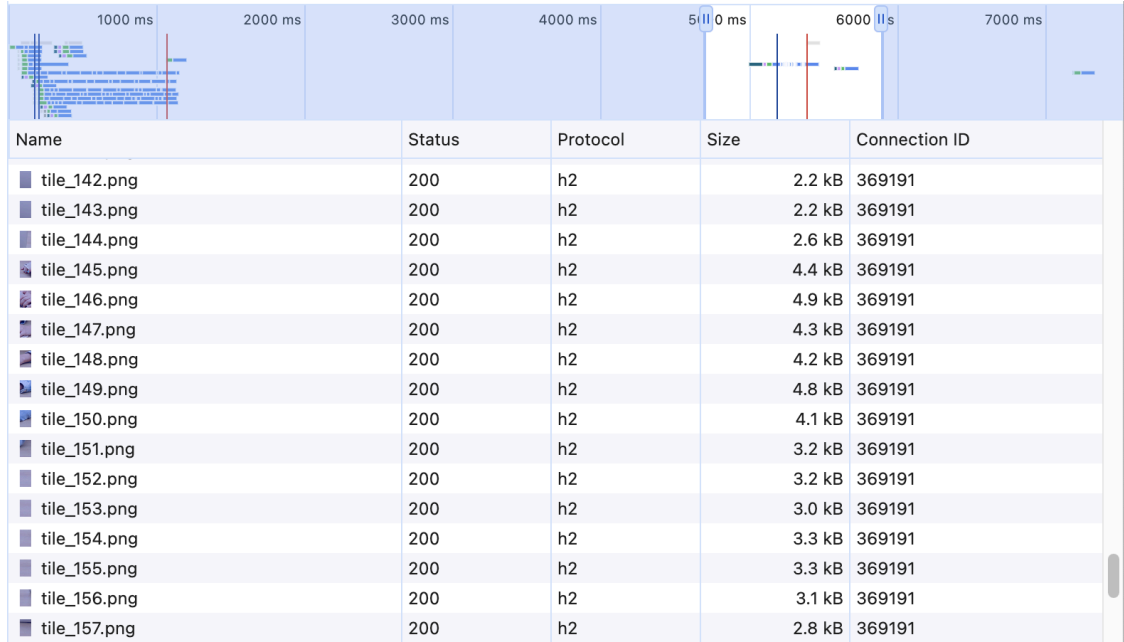 1000 ms 2000 ms 3000 ms 4000 ms 5 0 ms 6000 s 7000 ms
Name Status Protocol Size Connection ID
tile_142.png 200 h2 2.2 kB 369191
tile_143.png 200 h2 2.2 kB 369191
tile_144.png 200 h2 2.6 kB 369191
tile_145.png 200 h2 4.4 kB 369191
tile_146.png 200 h2 4.9 kB 369191
tile_147.png 200 h2 4.3 kB 369191
tile_148.png 200 h2 4.2 kB 369191
tile_149.png 200 h2 4.8 kB 369191
tile_150.png 200 h2 4.1 kB 369191
tile_151.png 200 h2 3.2 kB 369191
tile_152.png 200 h2 3.2 kB 369191
tile_153.png 200 h2 3.0 kB 369191
tile_154.png 200 h2 3.3 kB 369191
tile_155.png 200 h2 3.3 kB 369191
tile_156.png 200 h2 3.1 kB 369191
tile_157.png 200 h2 2.8 kB 369191